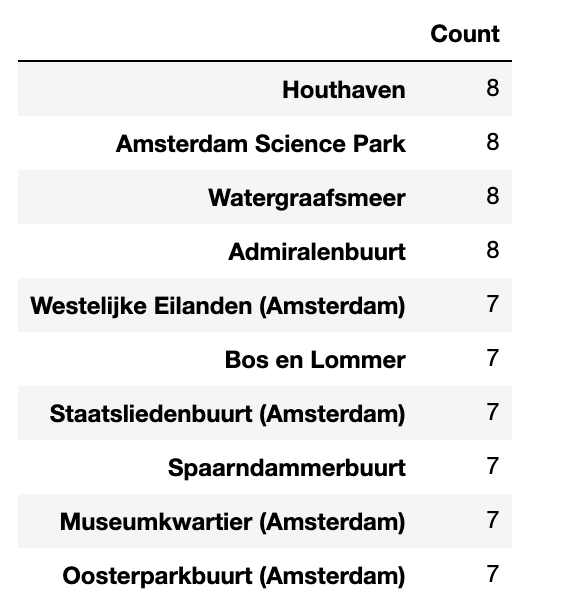 Count
Houthaven 8
Amsterdam Science Park 8
Watergraafsmeer 8
Admiralenbuurt 8
Westelijke Eilanden (Amsterdam) 7
Bos en Lommer 7
Staatsliedenbuurt (Amsterdam) 7
Spaarndammerbuurt 7
Museumkwartier (Amsterdam) 7
Oosterparkbuurt (Amsterdam) 7